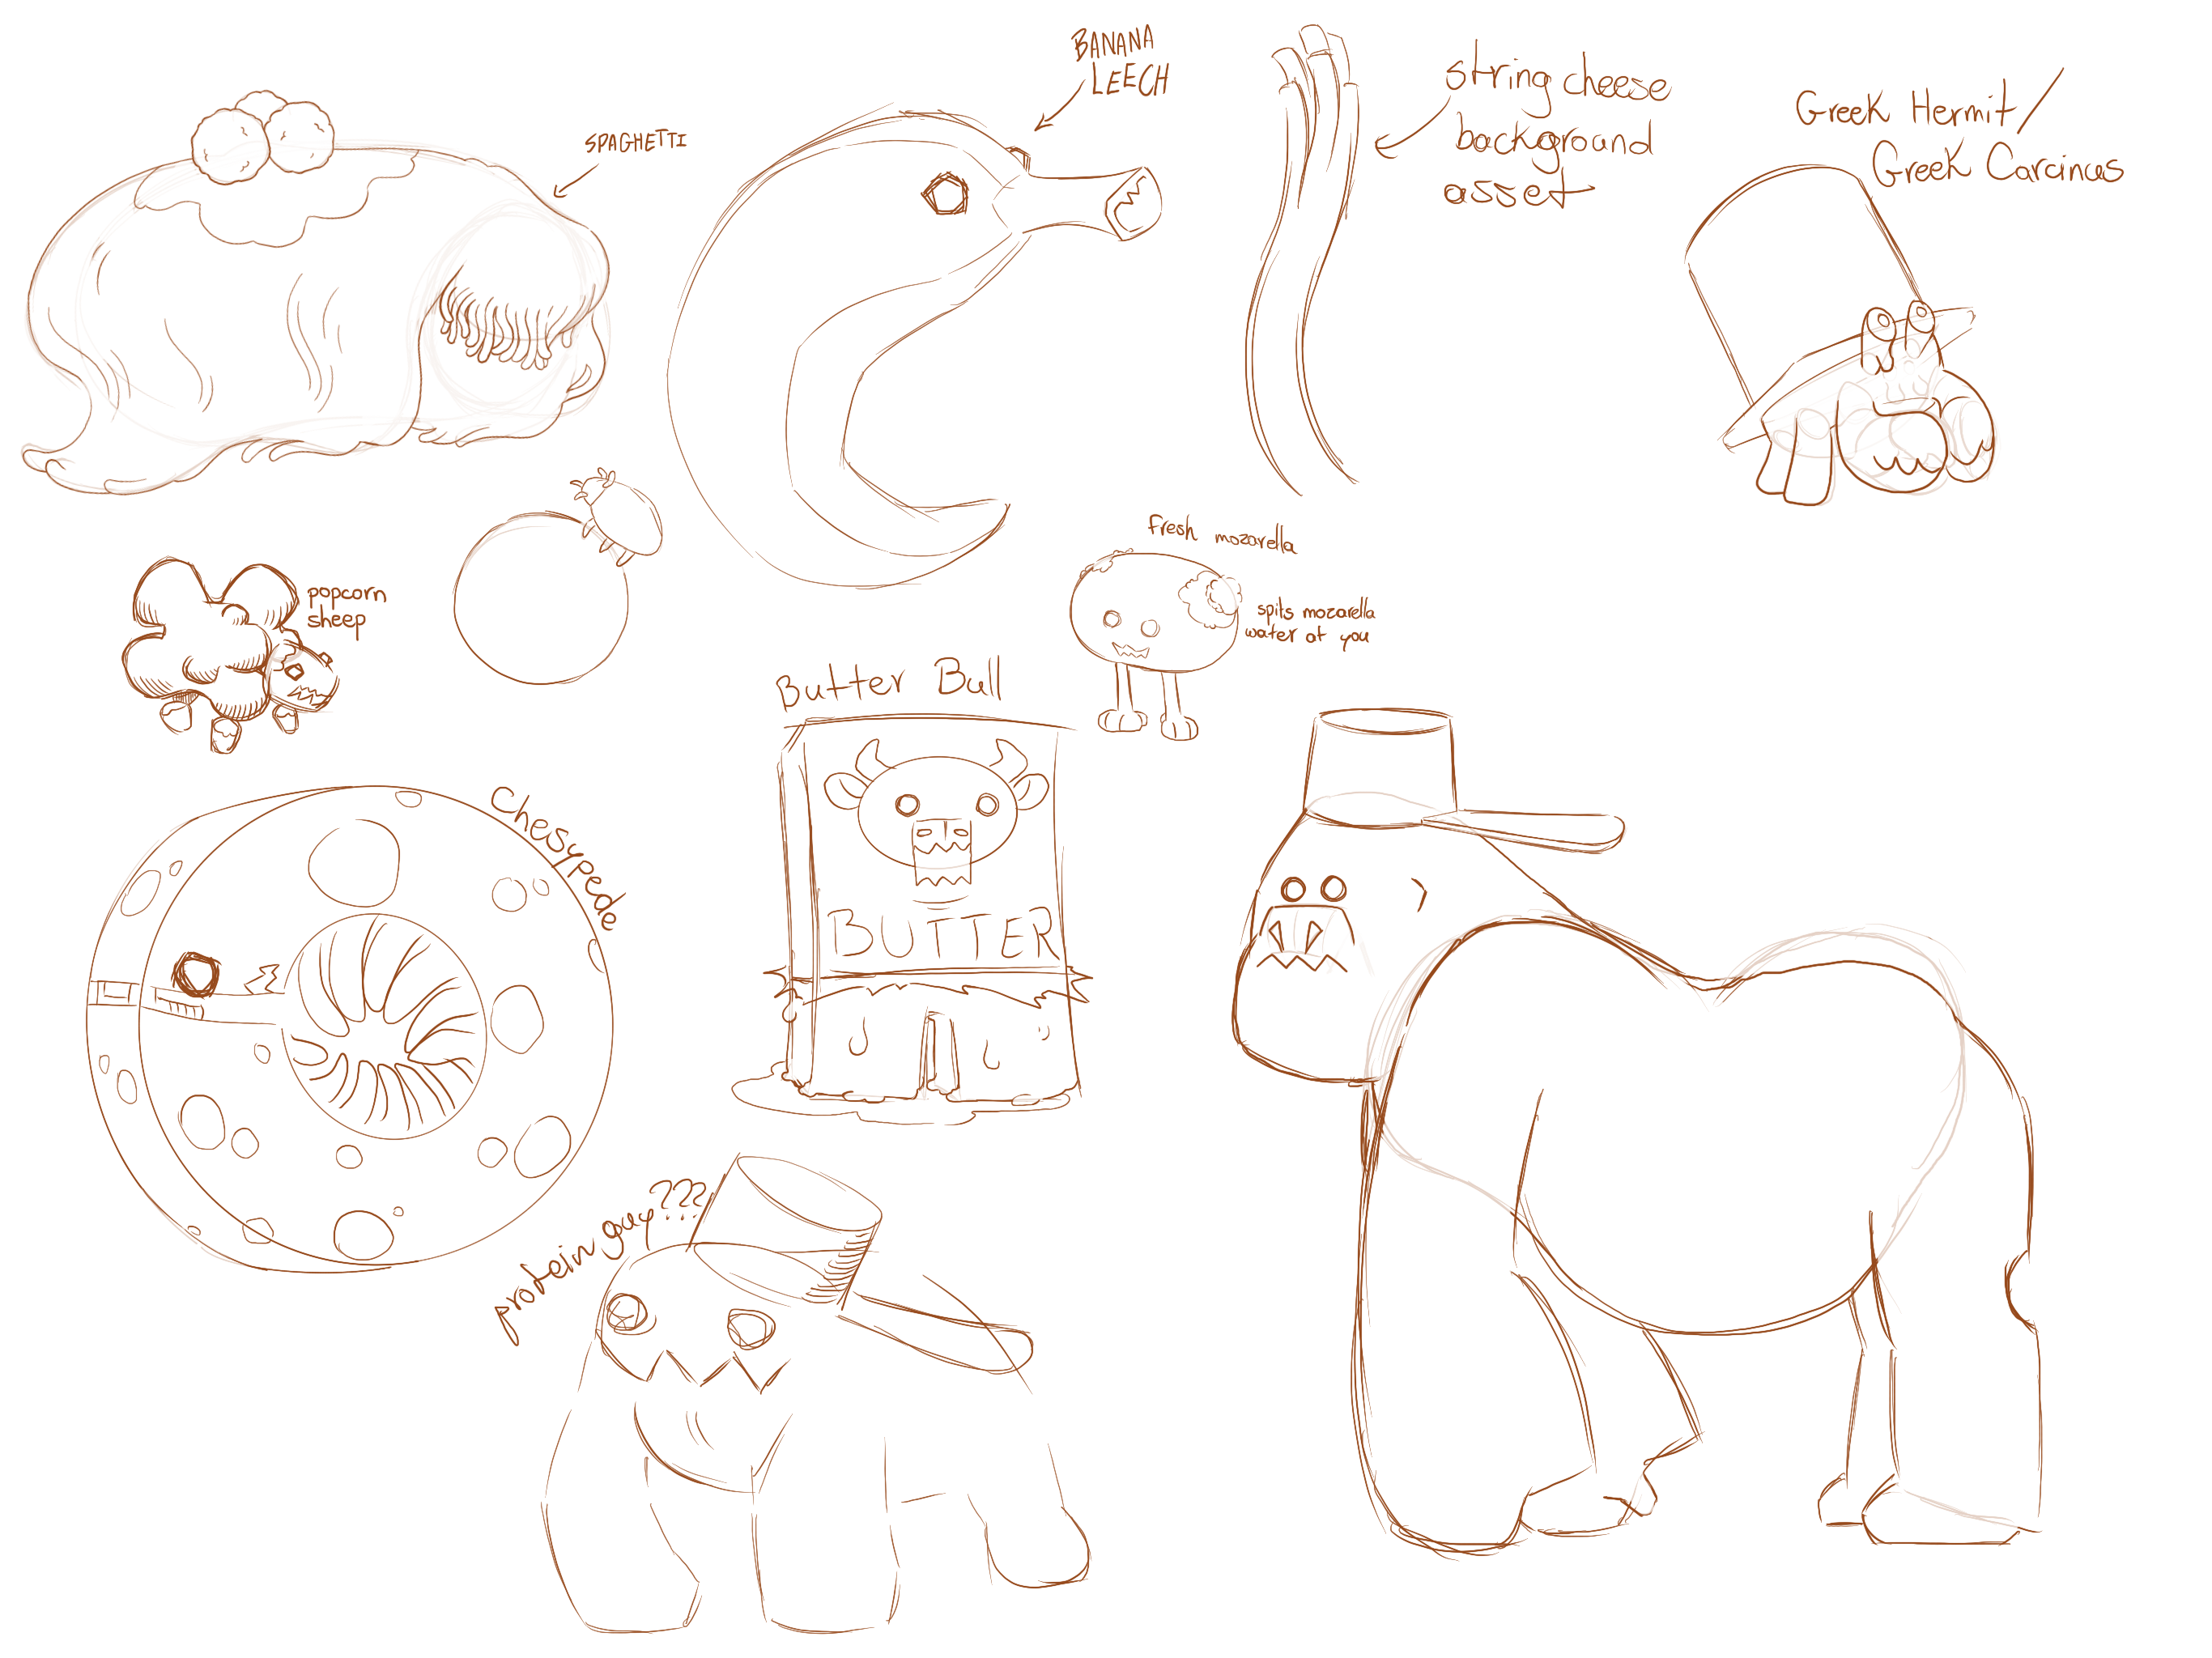 BANANA
LEECH
string cheese
background
asset
Greek Hermit/
Greek Carcinus
SPAGHETTI
fresh mozarella
spits mozarella
water at you
popcorn
sheep
Butter Bull
Chesypede
BUTTER
protein guy???